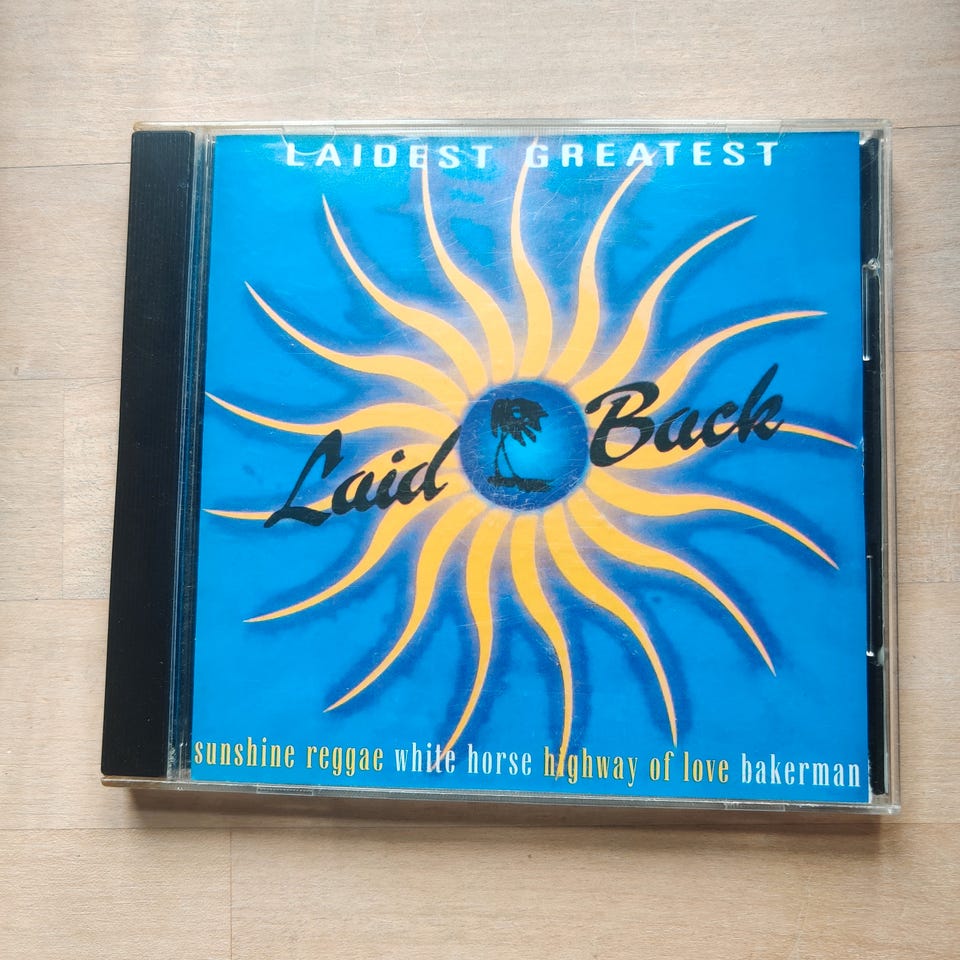 LAIDEST GREATEST
Laid Back
sunshine reggae white horse highway of love bakerman